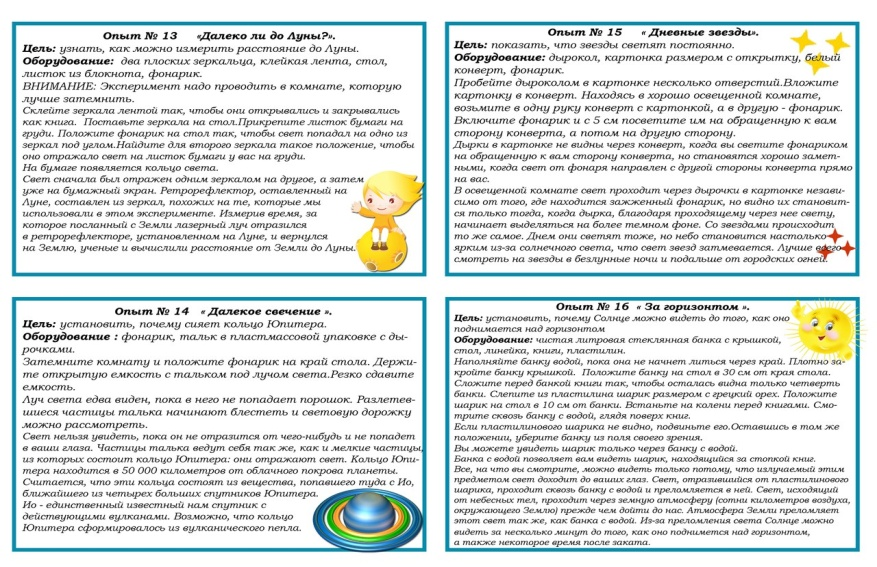 Опыт № 13 «Далеко ли до Луны?».
Цель: узнать, как можно измерить расстояние до Луны.
Оборудование: два плоских зеркальца, клейкая лента, стол,
листок из блокнота, фонарик.
ВНИМАНИЕ: Эксперимент надо проводить в комнате, которую
лучше затемнить.
Склейте зеркала лентой так, чтобы они открывались и закрывались
как книга. Поставьте зеркала на стол.Прикрепите листок бумаги на
груди. Положите фонарик на стол так, чтобы свет попадал на одно из
зеркал под углом.Найдите для второго зеркала такое положение, чтобы
оно отражало свет на листок бумаги у вас на груди.
На бумаге появляется кольцо света.
Свет сначала был отражен одним зеркалом на другое, а затем
уже на бумажный экран. Ретрорефлектор, оставленный на
Луне, составлен из зеркал, похожих на те, которые мы
использовали в этом эксперименте. Измерив время, за
которое посланный с Земли лазерный луч отразился
в ретрорефлекторе, установленном на Луне, и вернулся
на Землю, ученые и вычислили расстояние от Земли до Луны.
Опыт № 15 « Дневные звезды».
Цель: показать, что звезды светят постоянно.
Оборудование: дырокол, картонка размером с открытку, белый
конверт, фонарик.
Пробейте дыроколом в картонке несколько отверстий.Вложите
картонку в конверт. Находясь в хорошо освещенной комнате,
возьмите в одну руку конверт с картонкой, а в другую - фонарик.
Включите фонарик и с 5 см посветите им на обращенную к вам
сторону конверта, а потом на другую сторону.
Дырки в картонке не видны через конверт, когда вы светите фонариком
на обращенную к вам сторону конверта, но становятся хорошо замет-
ными, когда свет от фонаря направлен с другой стороны конверта прямо
на вас.
В освещенной комнате свет проходит через дырочки в картонке незави-
симо от того, где находится зажженный фонарик, но видно их становит-
ся только тогда, когда дырка, благодаря проходящему через нее свету,
начинает выделяться на более темном фоне. Со звездами происходит
то же самое. Днем они светят тоже, но небо становится настолько
ярким из-за солнечного света, что свет звезд затмевается. Лучше всего
смотреть на звезды в безлунные ночи и подальше от городских огней.
Опыт № 14 « Далекое свечение ».
Цель: установить, почему сияет кольцо Юпитера.
Оборудование : фонарик, тальк в пластмассовой упаковке с ды-
рочками.
Затемните комнату и положите фонарик на край стола. Держи-
те открытую емкость с тальком под лучом света.Резко сдавите
емкость.
Луч света едва виден, пока в него не попадает порошок. Разлетев-
шиеся частицы талька начинают блестеть и световую дорожку
можно рассмотреть.
Свет нельзя увидеть, пока он не отразится от чего-нибудь и не попадет
в ваши глаза. Частицы талька ведут себя так же, как и мелкие частицы,
из которых состоит кольцо Юпитера: они отражают свет. Кольцо Юпи-
тера находится в 50 000 километров от облачного покрова планеты.
Считается, что эти кольца состоят из вещества, попавшего туда с Ио,
ближайшего из четырех больших спутников Юпитера.
Ио - единственный известный нам спутник с
действующими вулканами. Возможно, что кольцо
Юпитера сформировалось из вулканического пепла.
Опыт № 16 « За горизонтом ».
Цель: установить, почему Солнце можно видеть до того, как оно
поднимается над горизонтом
Оборудование: чистая литровая стеклянная банка с крышкой,
стол, линейка, книги, пластилин.
Наполняйте банку водой, пока она не начнет литься через край. Плотно за-
кройте банку крышкой. Положите банку на стол в 30 см от края стола.
Сложите перед банкой книги так, чтобы осталась видна только четверть
банки. Слепите из пластилина шарик размером с грецкий орех. Положите
шарик на стол в 10 см от банки. Встаньте на колени перед книгами. Смо-
трите сквозь банку с водой, глядя поверх книг.
Если пластилинового шарика не видно, подвиньте его.Оставшись в том же
положении, уберите банку из поля своего зрения.
Вы можете увидеть шарик только через банку с водой.
Банка с водой позволяет вам видеть шарик, находящийся за стопкой книг.
Все, на что вы смотрите, можно видеть только потому, что излучаемый этим
предметом свет доходит до ваших глаз. Свет, отразившийся от пластилинового
шарика, проходит сквозь банку с водой и преломляется в ней. Свет, исходящий
от небесных тел, проходит через земную атмосферу (сотни километров воздуха,
окружающего Землю) прежде чем дойти до нас. Атмосфера Земли преломляет
этот свет так же, как банка с водой. Из-за преломления света Солнце можно
видеть за несколько минут до того, как оно поднимется над горизонтом,
а также некоторое время после заката.